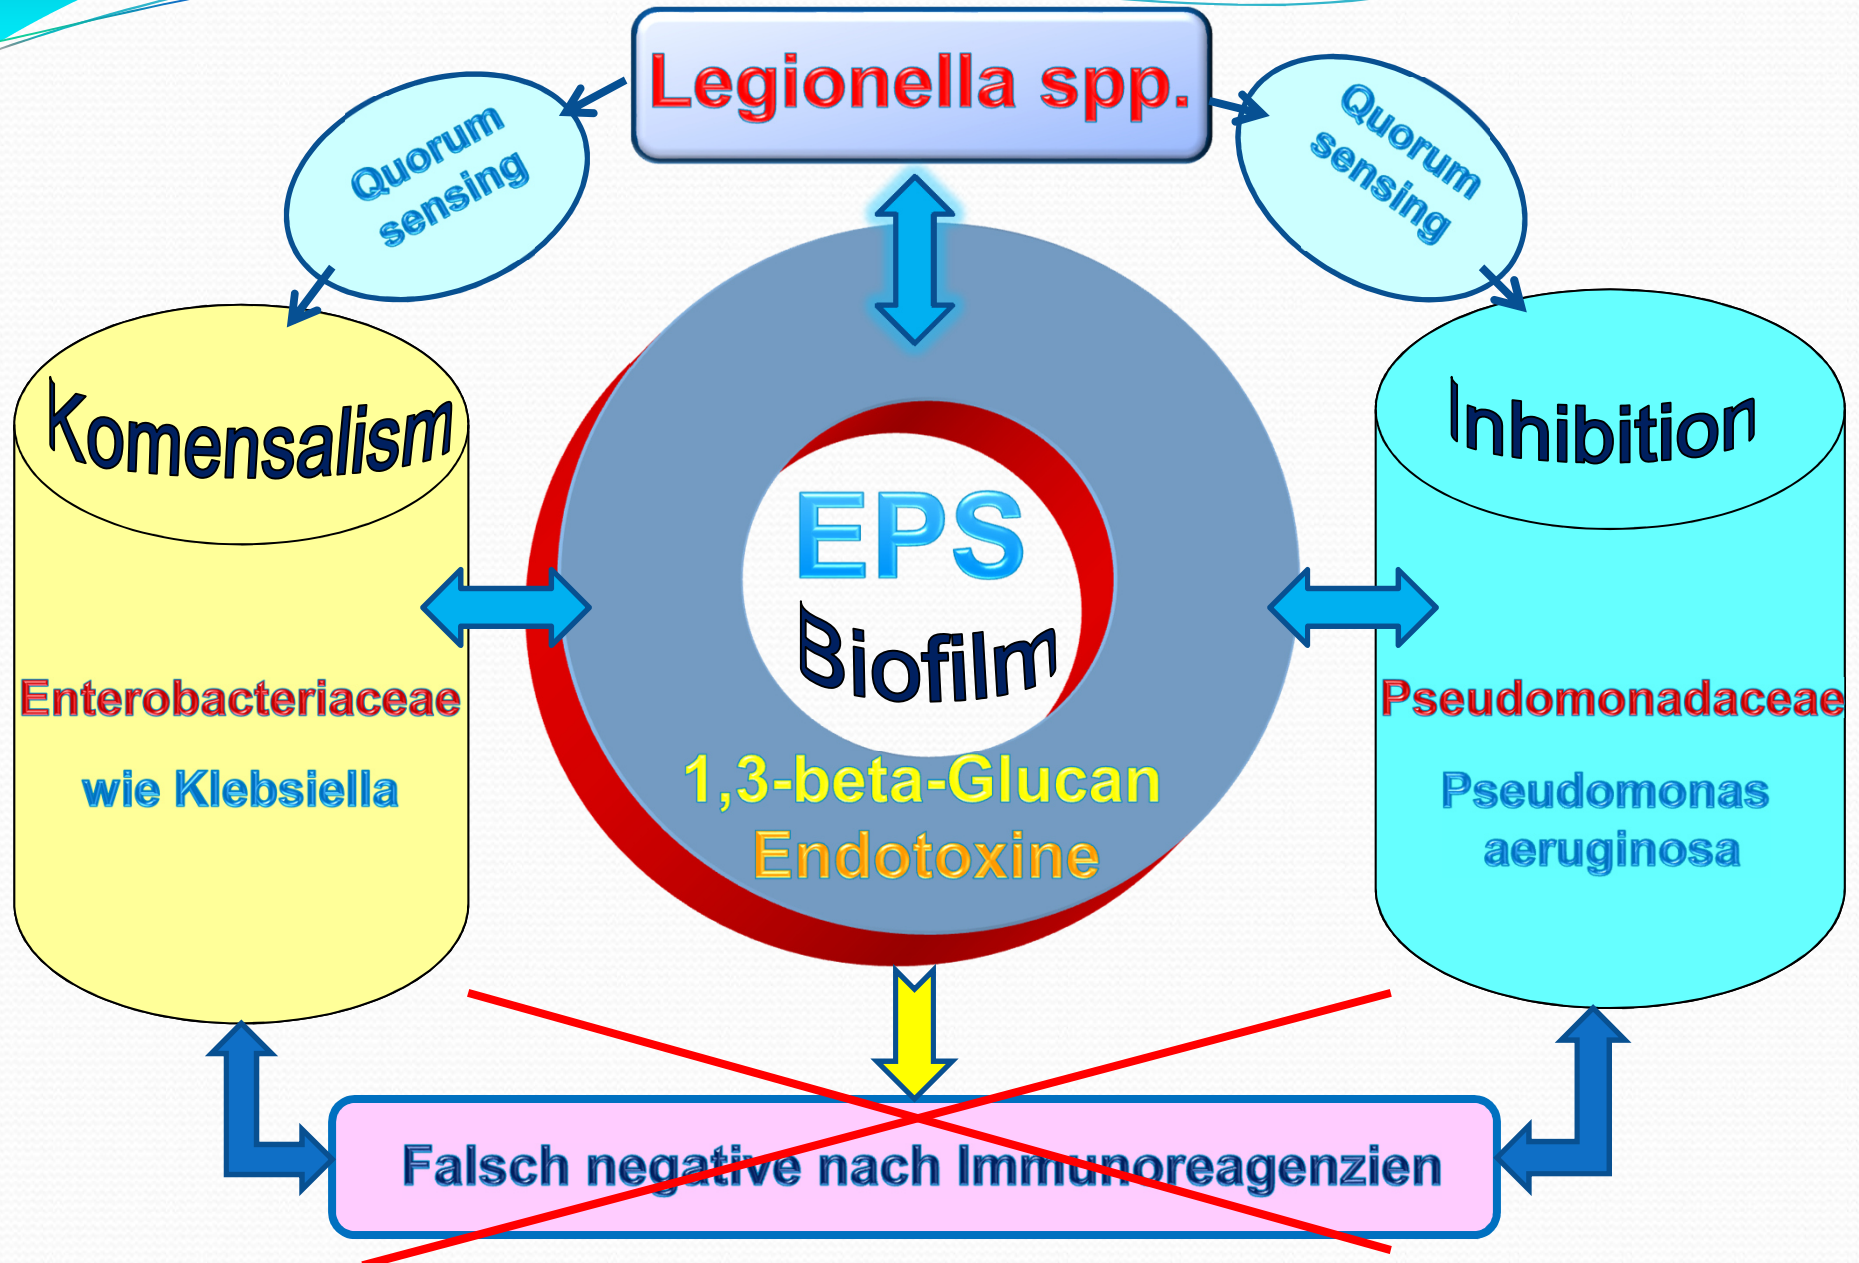 Legionella spp.
Quorum
sensing
Quorum
sensing
Komensalism
Inhibition
EPS
Biofilm
Enterobacteriaceae
wie Klebsiella
Pseudomonadaceae
Pseudomonas
aeruginosa
1,3-beta-Glucan
Endotoxine
Falsch negative nach Immunoreagenzien